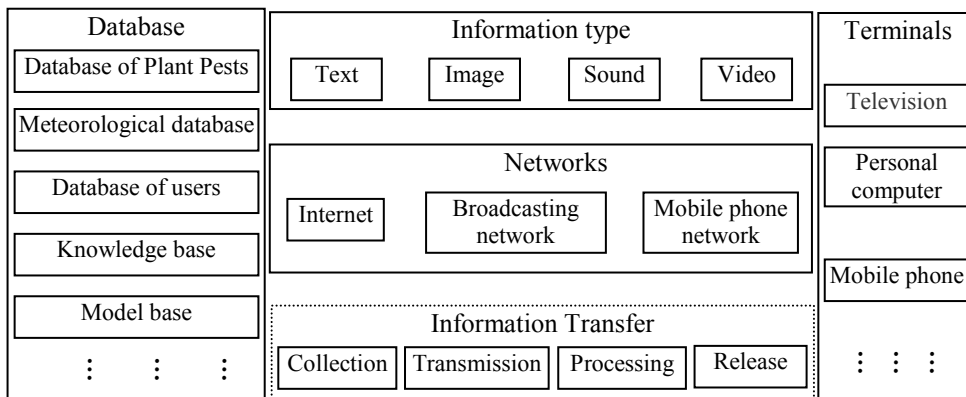 Database
Database of Plant Pests
Meteorological database
Database of users
Knowledge base
Model base
⋮ ⋮ ⋮
Information type
Text
Image
Sound
Video
Networks
Internet
Broadcasting
network
Mobile phone
network
Information Transfer
Collection
Transmission
Processing
Release
Terminals
Television
Personal
computer
Mobile phone
⋮ ⋮ ⋮